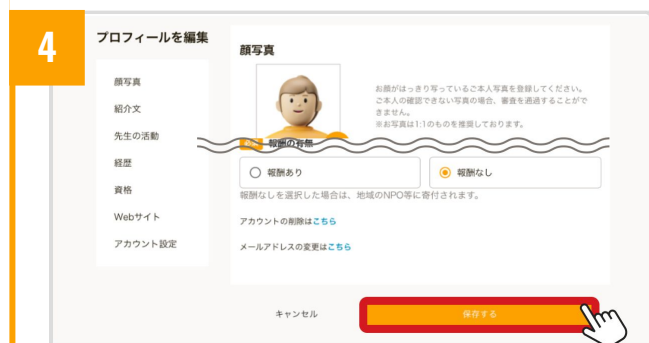 4
プロフィールを編集
顔写真
紹介文
先生の活動
経歴
資格
Webサイト
アカウント設定
顔写真
お顔がはっきり写っているご本人写真を登録してください。
ご本人の確認できない写真の場合、審査を通過することがで
きません。
※お写真は1:1のものを推奨しております。
報酬の有無
報酬あり
報酬なし
報酬なしを選択した場合は、地域のNPO等に寄付されます。
アカウントの削除はこちら
メールアドレスの変更はこちら
キャンセル
保存する